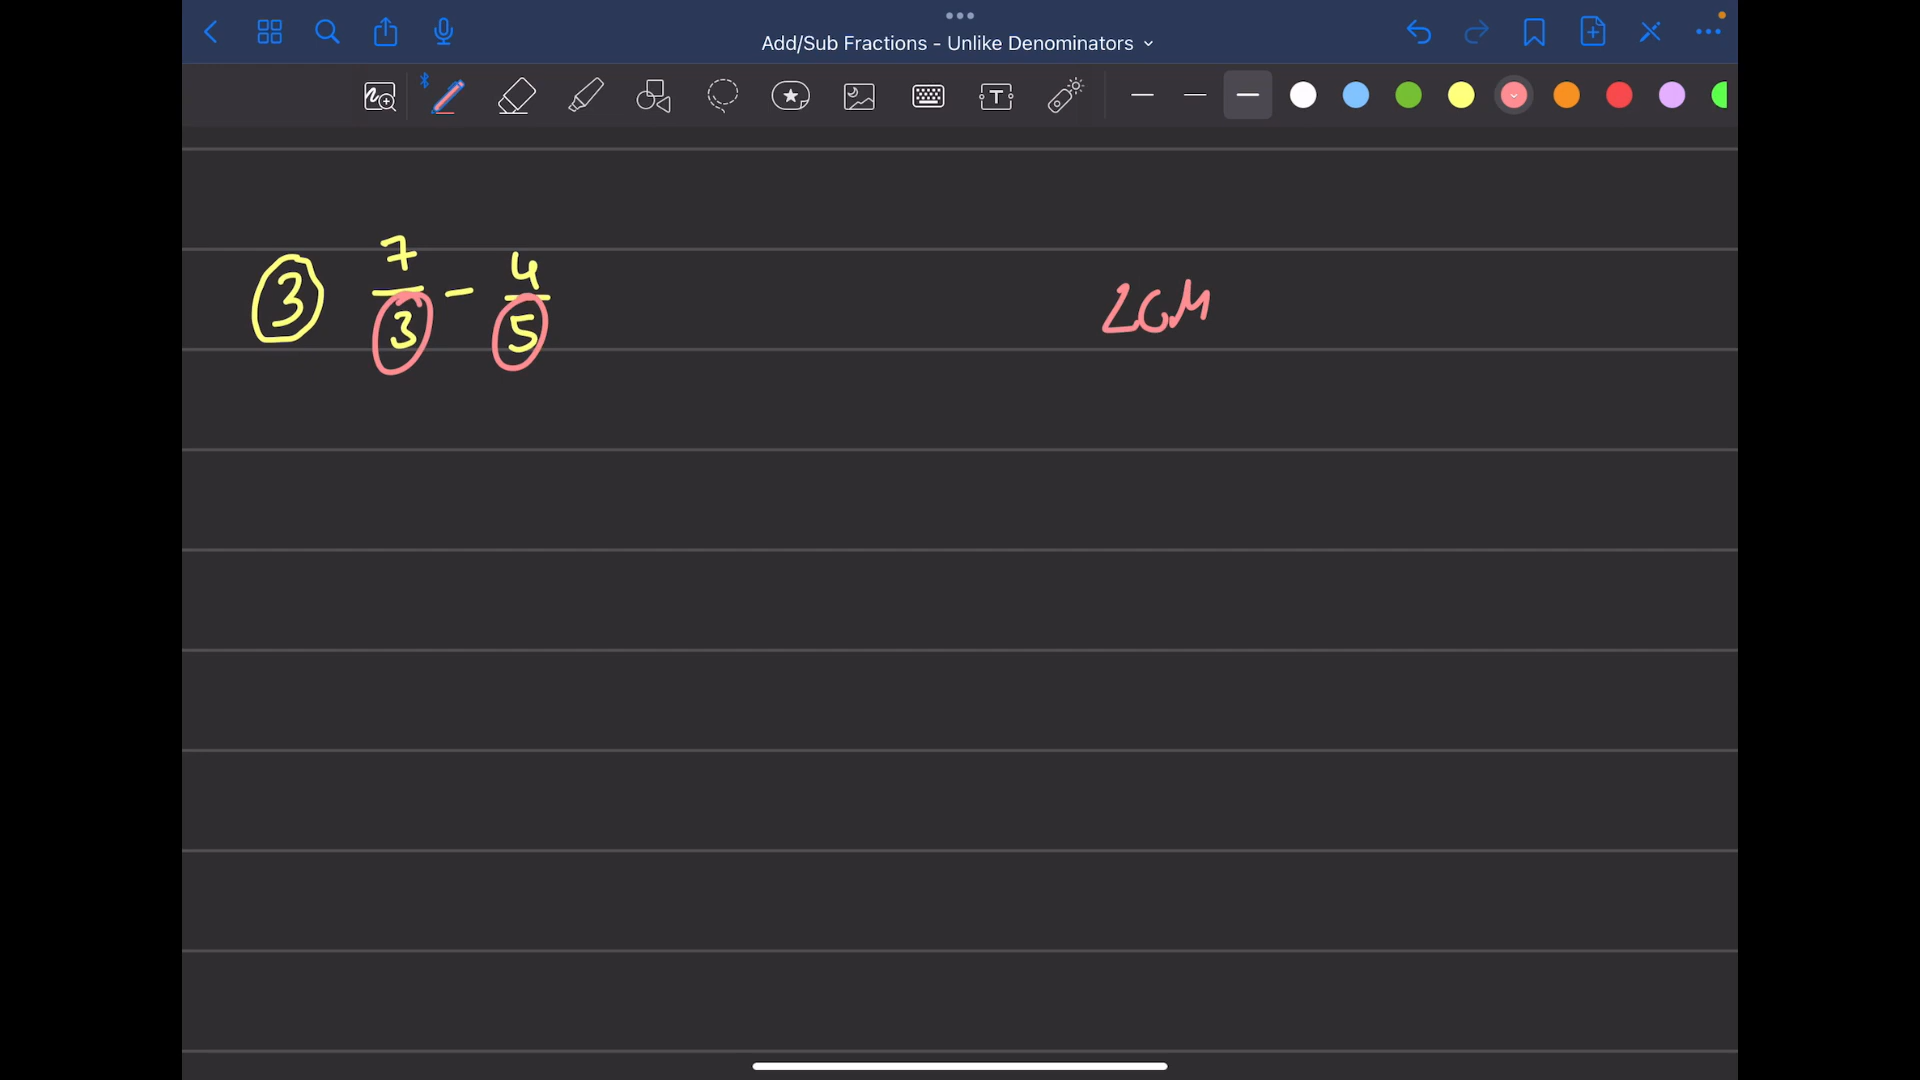 Add/Sub Fractions - Unlike Denominators
T
③ 7/3 - 4/5
LCM